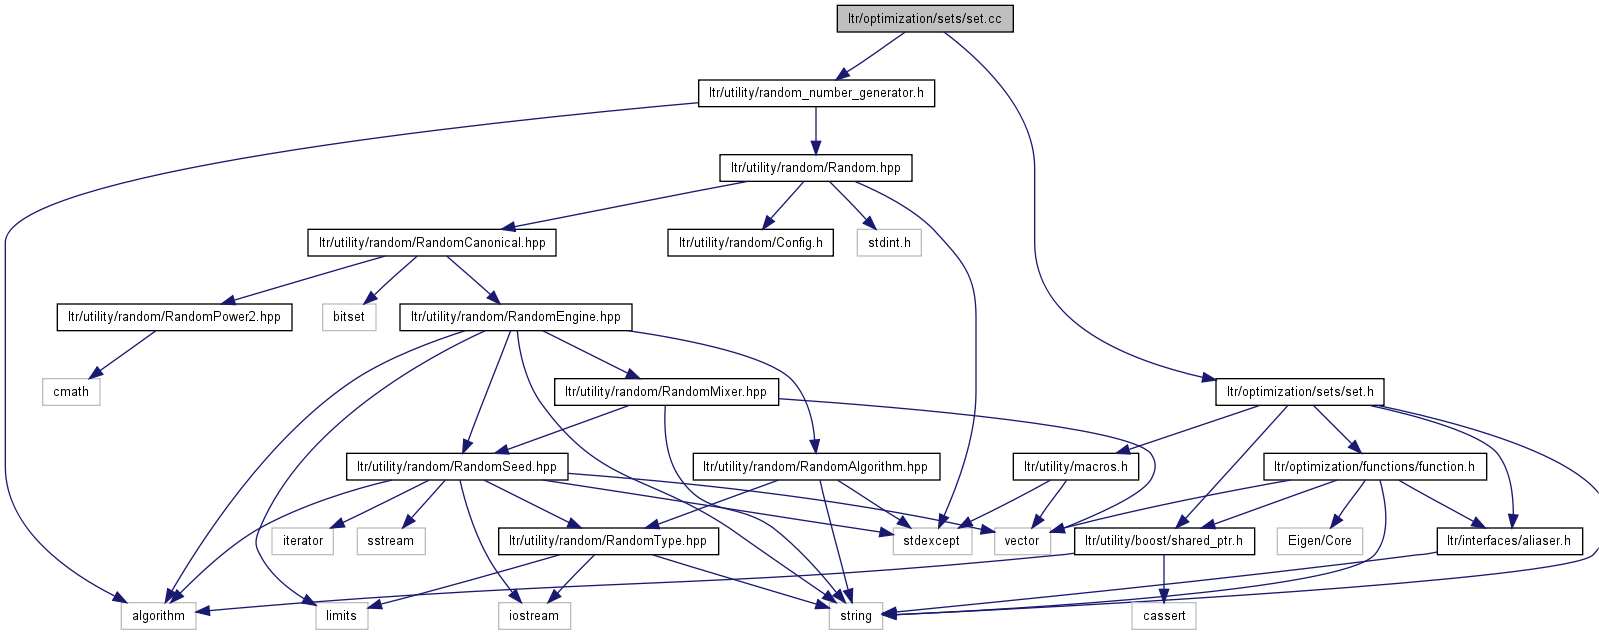 ltr/optimization/sets/set.cc
ltr/utility/random_number_generator.h
ltr/utility/random/Random.hpp
ltr/utility/random/RandomCanonical.hpp
ltr/utility/random/Config.h
stdint.h
ltr/utility/random/RandomPower2.hpp
bitset
ltr/utility/random/RandomEngine.hpp
cmath
ltr/utility/random/RandomMixer.hpp
ltr/optimization/sets/set.h
ltr/utility/random/RandomSeed.hpp
ltr/utility/random/RandomAlgorithm.hpp
ltr/utility/macros.h
ltr/optimization/functions/function.h
iterator
sstream
ltr/utility/random/RandomType.hpp
stdexcept
vector
ltr/utility/boost/shared_ptr.h
Eigen/Core
ltr/interfaces/aliaser.h
algorithm
limits
iostream
string
cassert